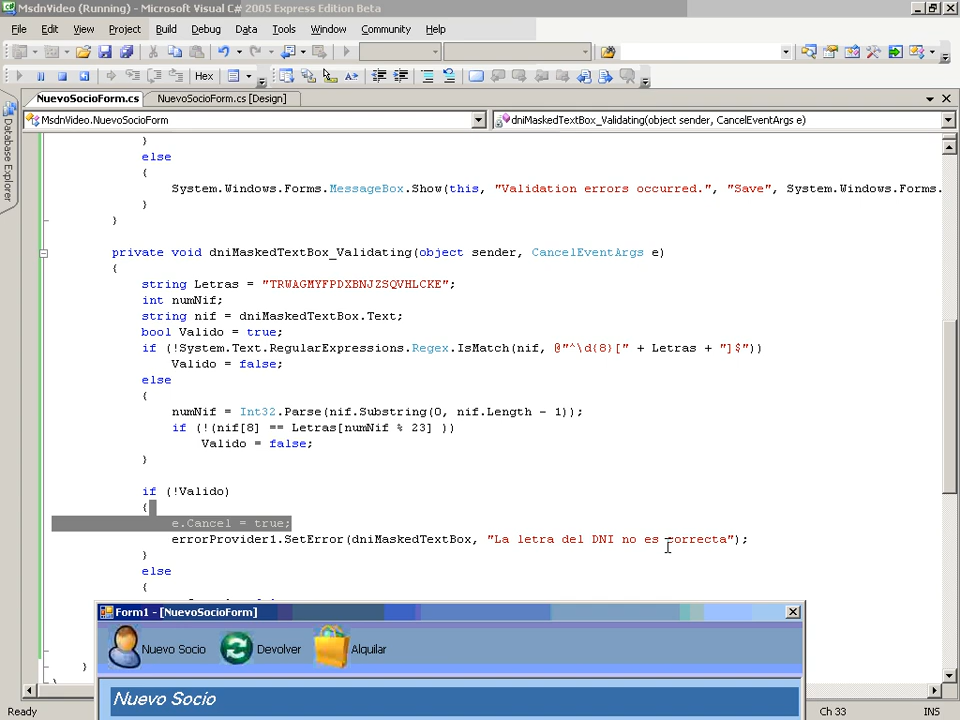 MsdnVideo (Running) - Microsoft Visual C# 2005 Express Edition Beta
File Edit View Project Build Debug Data Tools Window Community Help
Hex
NuevoSocioForm.cs NuevoSocioForm.cs [Design]
MsdnVideo.NuevoSocioForm dniMaskedTextBox_Validating(object sender, CancelEventArgs e)
Database Explorer
}
else
{
System.Windows.Forms.MessageBox.Show(this, "Validation errors occurred.", "Save", System.Windows.Forms.
}
}
private void dniMaskedTextBox_Validating(object sender, CancelEventArgs e)
{
string Letras = "TRWAGMYFPDXBNJZSQVHLCKE";
int numNif;
string nif = dniMaskedTextBox.Text;
bool Valido = true;
if (!System.Text.RegularExpressions.Regex.IsMatch(nif, @"^\d{8}[" + Letras + "]$"))
Valido = false;
else
{
numNif = Int32.Parse(nif.Substring(0, nif.Length - 1));
if (!(nif[8] == Letras[numNif % 23] ))
Valido = false;
}
if (!Valido)
{
e.Cancel = true;
errorProvider1.SetError(dniMaskedTextBox, "La letra del DNI no es correcta");
}
else
{
}
Form1 - [NuevoSocioForm]
Nuevo Socio Devolver Alquilar
Nuevo Socio
Ready Ch 33 INS